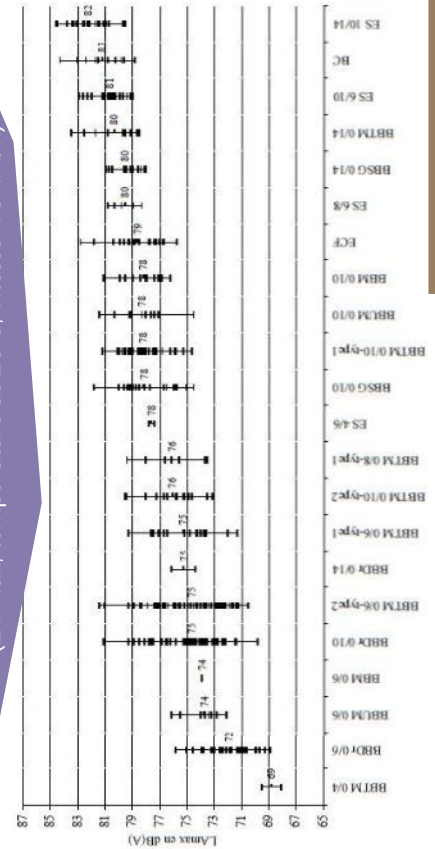 LAmax en dB(A)
87
85
83
81
79
77
75
73
71
69
67
65
69
72
74
74
75
75
75
75
76
76
78
78
78
78
78
79
80
80
80
81
81
82
BBTM 0/4
BBDr 0/6
BBUM 0/6
BBM 0/6
BBDr 0/10
BBTM 0/6-type2
BBDr 0/14
BBTM 0/6-type1
BBTM 0/10-type2
BBTM 0/8-type1
ES 4/6
BBSG 0/10
BBTM 0/10-type1
BBUM 0/10
BBM 0/10
ECF
ES 6/8
BBSG 0/14
BBTM 0/14
ES 6/10
BC
ES 10/14